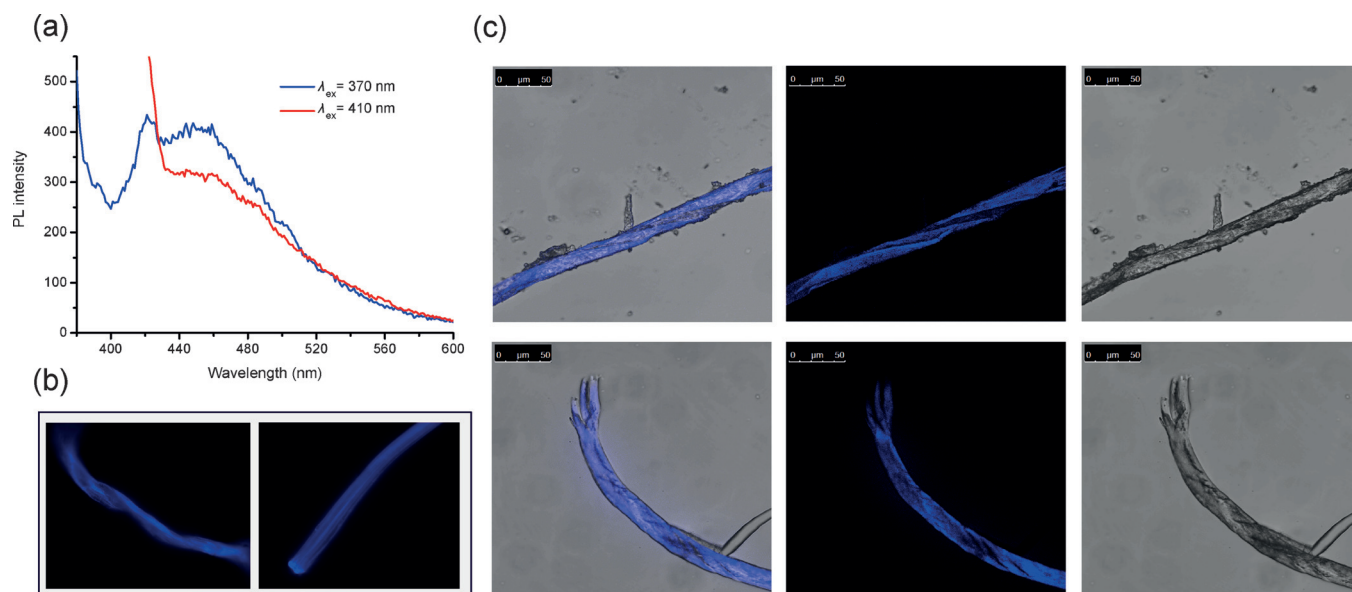 (a)
500
400
300
200
100
0
PL intensity
λex= 370 nm
λex= 410 nm
400 440 480 520 560 600
Wavelength (nm)
(b)
(c)
0 µm 50
0 µm 50
0 µm 50
0 µm 50
0 µm 50
0 µm 50